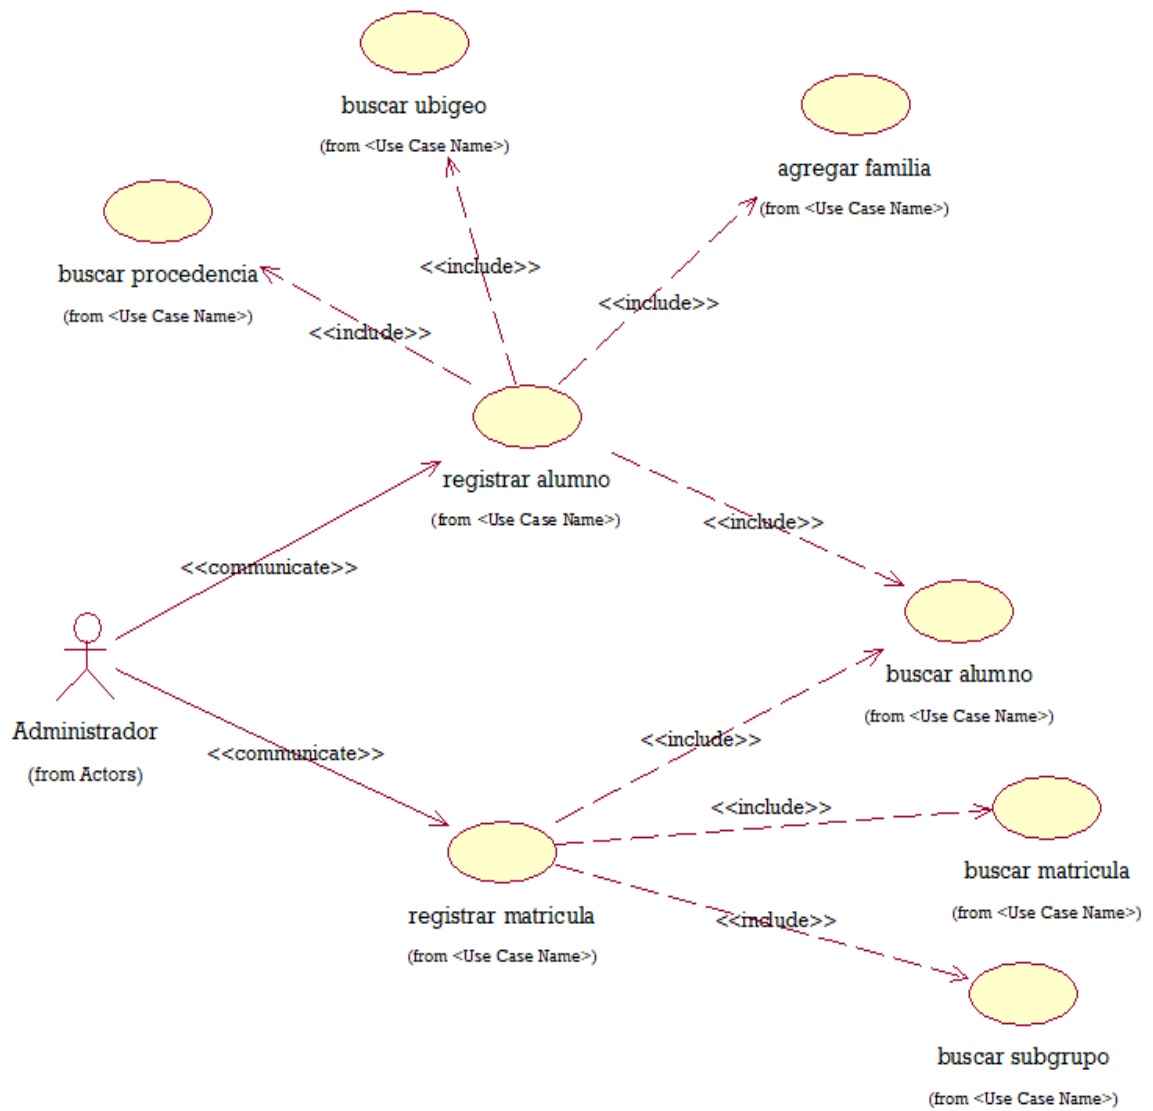 buscar ubigeo
(from <Use Case Name>)
agregar familia
(from <Use Case Name>)
buscar procedencia
(from <Use Case Name>)
<<include>>
<<include>>
<<include>>
registrar alumno
(from <Use Case Name>)
<<include>>
<<communicate>>
buscar alumno
(from <Use Case Name>)
Administrador
(from Actors)
<<communicate>>
<<include>>
<<include>>
buscar matricula
(from <Use Case Name>)
registrar matricula
(from <Use Case Name>)
<<include>>
buscar subgrupo
(from <Use Case Name>)